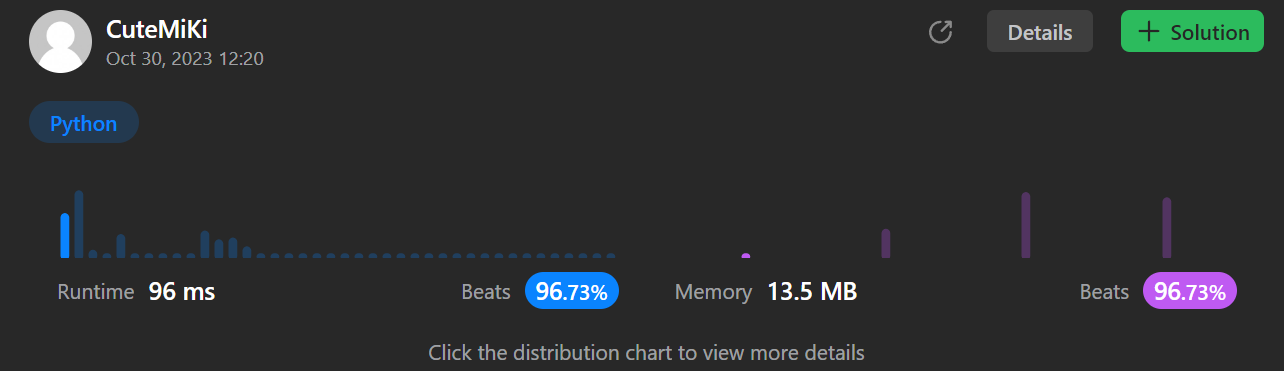 CuteMiKi
Oct 30, 2023 12:20
Details
+ Solution
Python
Runtime 96 ms Beats 96.73%
Memory 13.5 MB Beats 96.73%
Click the distribution chart to view more details